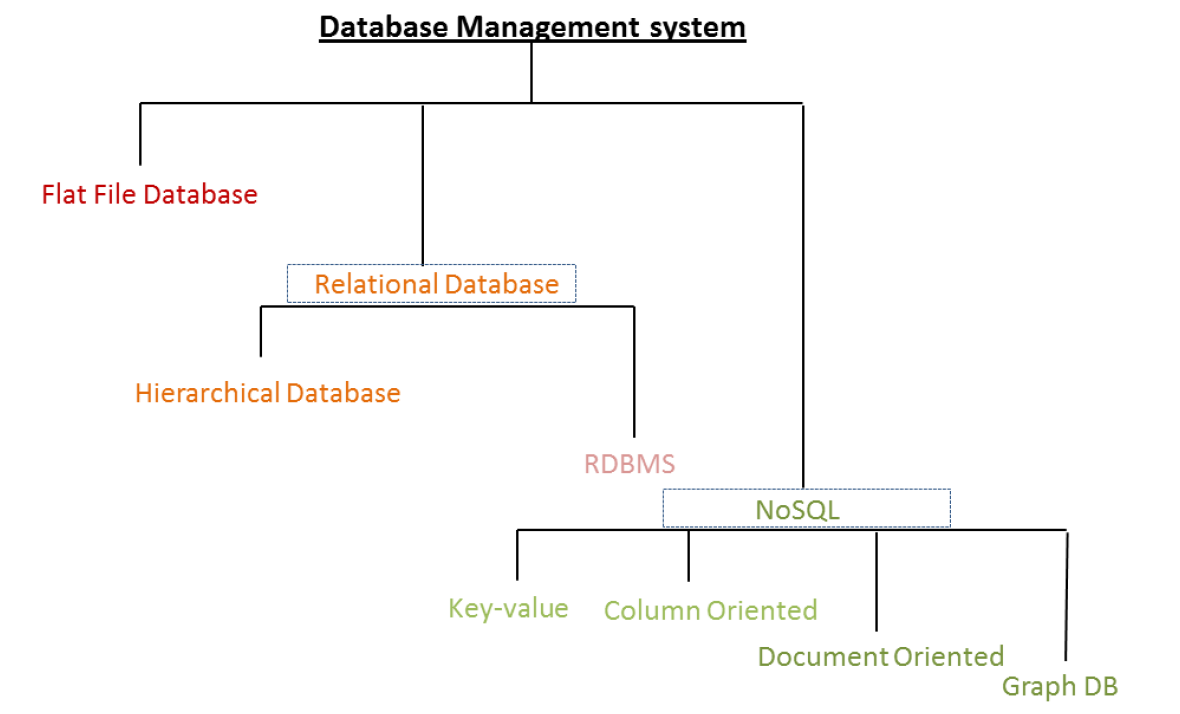 Database Management system
Flat File Database
Relational Database
Hierarchical Database
RDBMS
NoSQL
Key-value
Column Oriented
Document Oriented
Graph DB